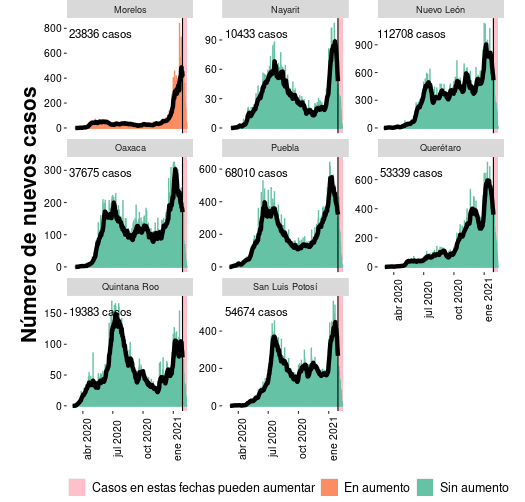 Número de nuevos casos
Morelos
23836 casos
800
600
400
200
0
Nayarit
10433 casos
90
60
30
0
Nuevo León
112708 casos
900
600
300
0
Oaxaca
37675 casos
300
200
100
0
Puebla
68010 casos
600
400
200
0
Querétaro
53339 casos
600
400
200
0
abr 2020
jul 2020
oct 2020
ene 2021
Quintana Roo
19383 casos
150
100
50
0
abr 2020
jul 2020
oct 2020
ene 2021
San Luis Potosí
54674 casos
400
200
0
abr 2020
jul 2020
oct 2020
ene 2021
Casos en estas fechas pueden aumentar
En aumento
Sin aumento